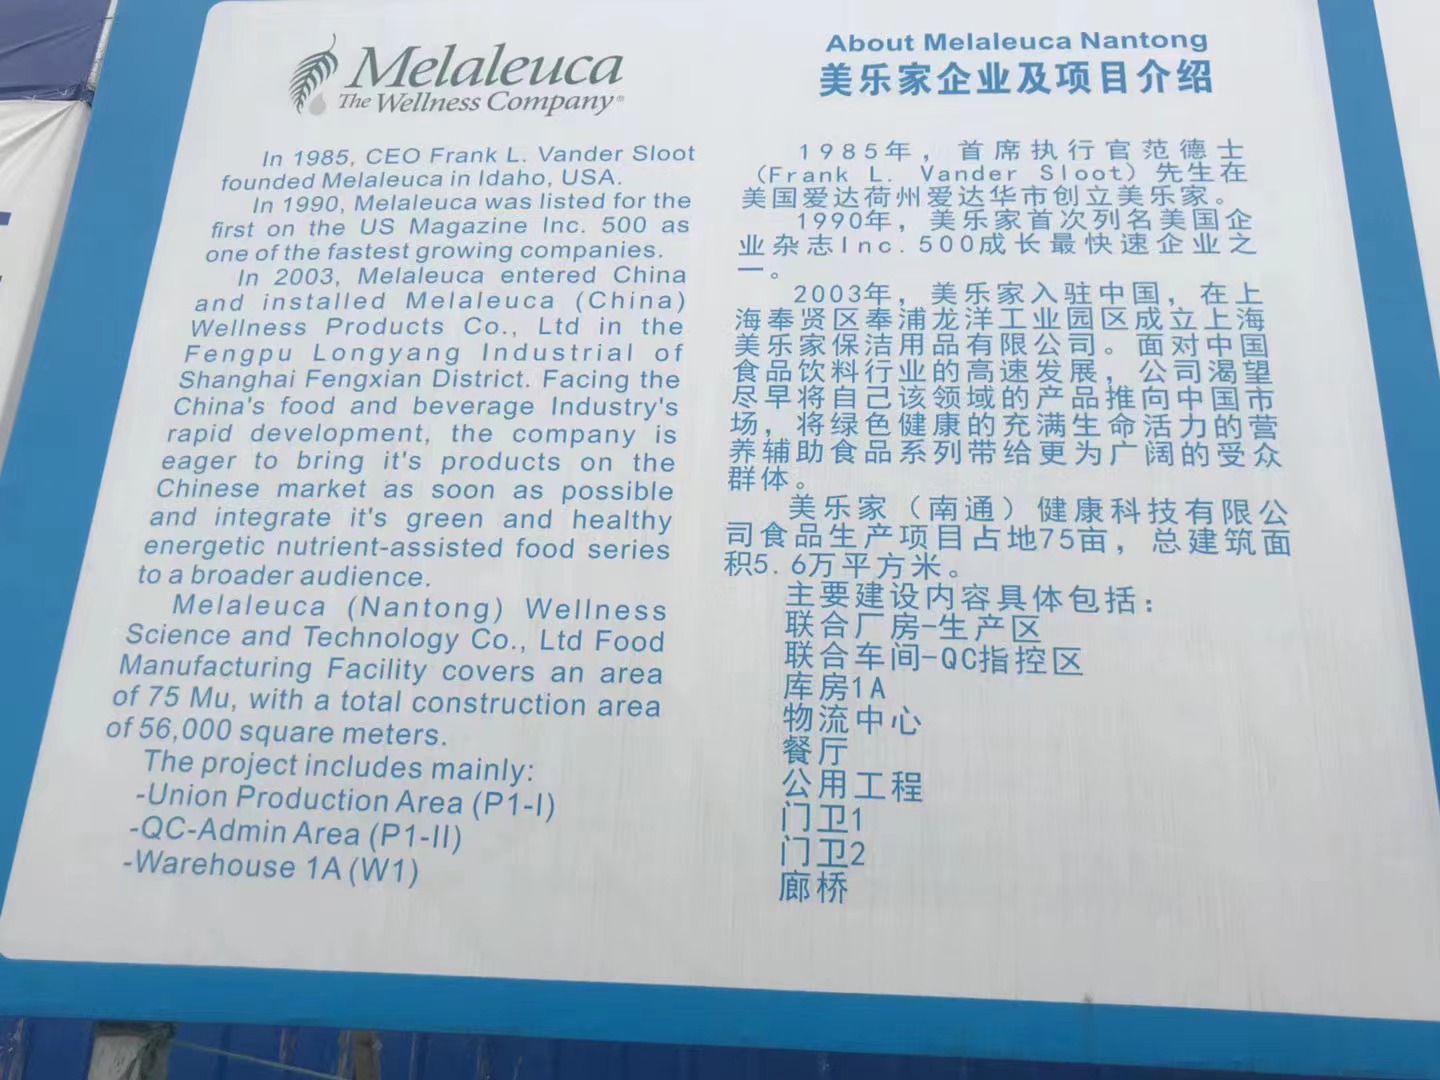 Melaleuca
The Wellness Company®
In 1985, CEO Frank L. Vander Sloot
founded Melaleuca in Idaho, USA.
In 1990, Melaleuca was listed for the
first on the US Magazine Inc. 500 as
one of the fastest growing companies.
In 2003, Melaleuca entered China
and installed Melaleuca (China)
Wellness Products Co., Ltd in the
Fengpu Longyang Industrial of
Shanghai Fengxian District. Facing the
China's food and beverage Industry's
rapid development, the company is
eager to bring it's products on the
Chinese market as soon as possible
and integrate it's green and healthy
energetic nutrient-assisted food series
to a broader audience.
Melaleuca (Nantong) Wellness
Science and Technology Co., Ltd Food
Manufacturing Facility covers an area
of 75 Mu, with a total construction area
of 56,000 square meters.
The project includes mainly:
-Union Production Area (P1-I)
-QC-Admin Area (P1-II)
-Warehouse 1A (W1)
About Melaleuca Nantong
美乐家企业及项目介绍
1985年，首席执行官范德士
（Frank L. Vander Sloot）先生在
美国爱达荷州爱达华市创立美乐家。
1990年，美乐家首次列名美国企
业杂志Inc.500成长最快速企业之
一。
2003年，美乐家入驻中国，在上
海奉贤区奉浦龙洋工业园区成立上海
美乐家保洁用品有限公司。面对中国
食品饮料行业的高速发展，公司渴望
尽早将自己该领域的产品推向中国市
场，将绿色健康的充满生命活力的营
养辅助食品系列带给更为广阔的受众
群体。
美乐家（南通）健康科技有限公
司食品生产项目占地75亩，总建筑面
积5.6万平方米。
主要建设内容具体包括：
联合厂房-生产区
联合车间-QC指控区
库房1A
物流中心
餐厅
公用工程
门卫1
门卫2
廊桥